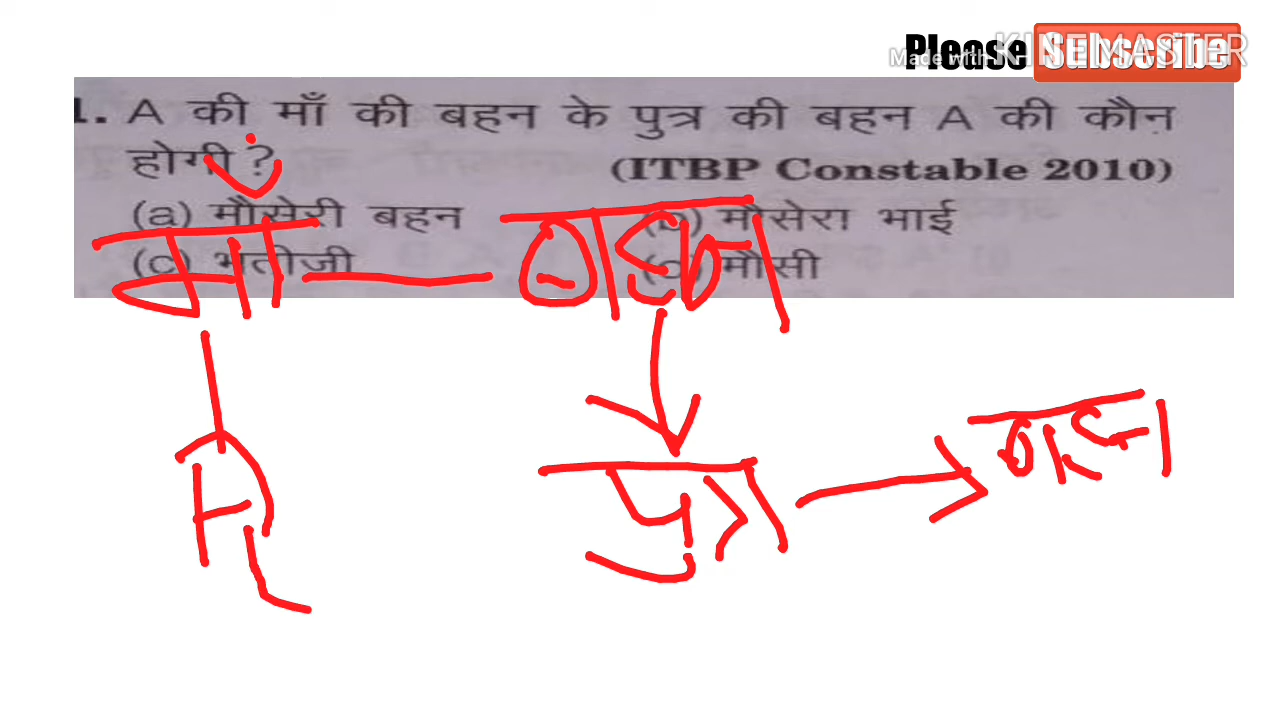 Please Subscribe
Made with KINEMASTER
1. A की माँ की बहन के पुत्र की बहन A की कौन
होगी ? (ITBP Constable 2010)
(a) मौसेरी बहन (b) मौसेरा भाई
(c) भतीजी (d) मौसी
माँ — बहन
A पुत्र → बहन